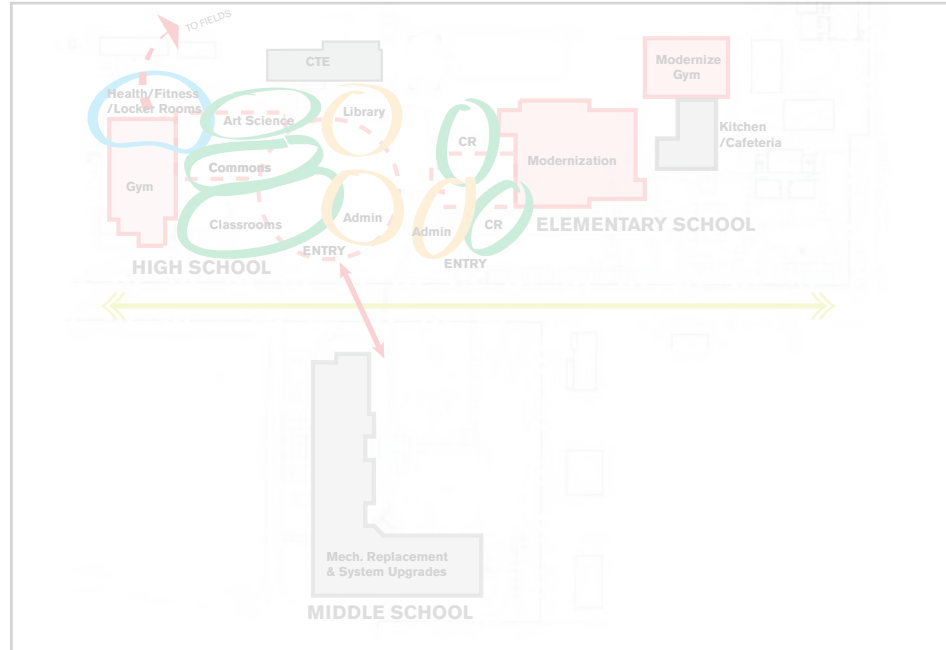 TO FIELDS
CTE
Modernize
Gym
Health/Fitness
/Locker Rooms
Art Science
Library
Kitchen
/Cafeteria
CR
Modernization
Commons
Gym
Classrooms
Admin
Admin
CR
ELEMENTARY SCHOOL
ENTRY
ENTRY
HIGH SCHOOL
Mech. Replacement
& System Upgrades
MIDDLE SCHOOL